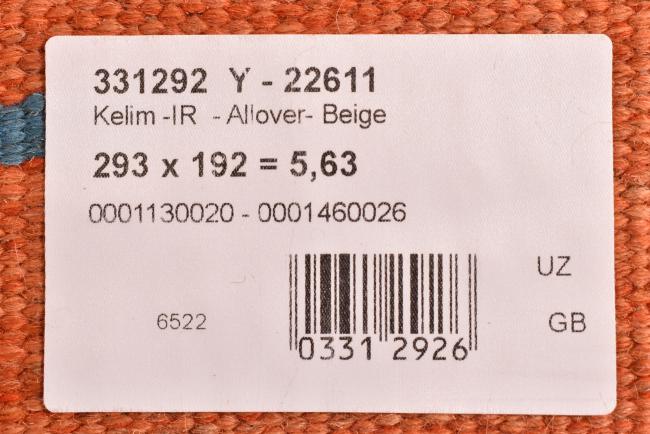 331292 Y - 22611
Kelim -IR - Allover- Beige
293 x 192 = 5,63
0001130020 - 0001460026
UZ
6522
GB
0331 2926